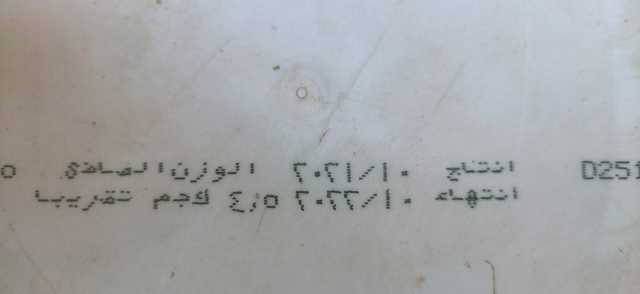 D251 انتاج ٢٠٢١/١٠ الوزن الصافي
انتهاء ٢٠٢٢/١٠ ٤٫٥ كجم تقريبا